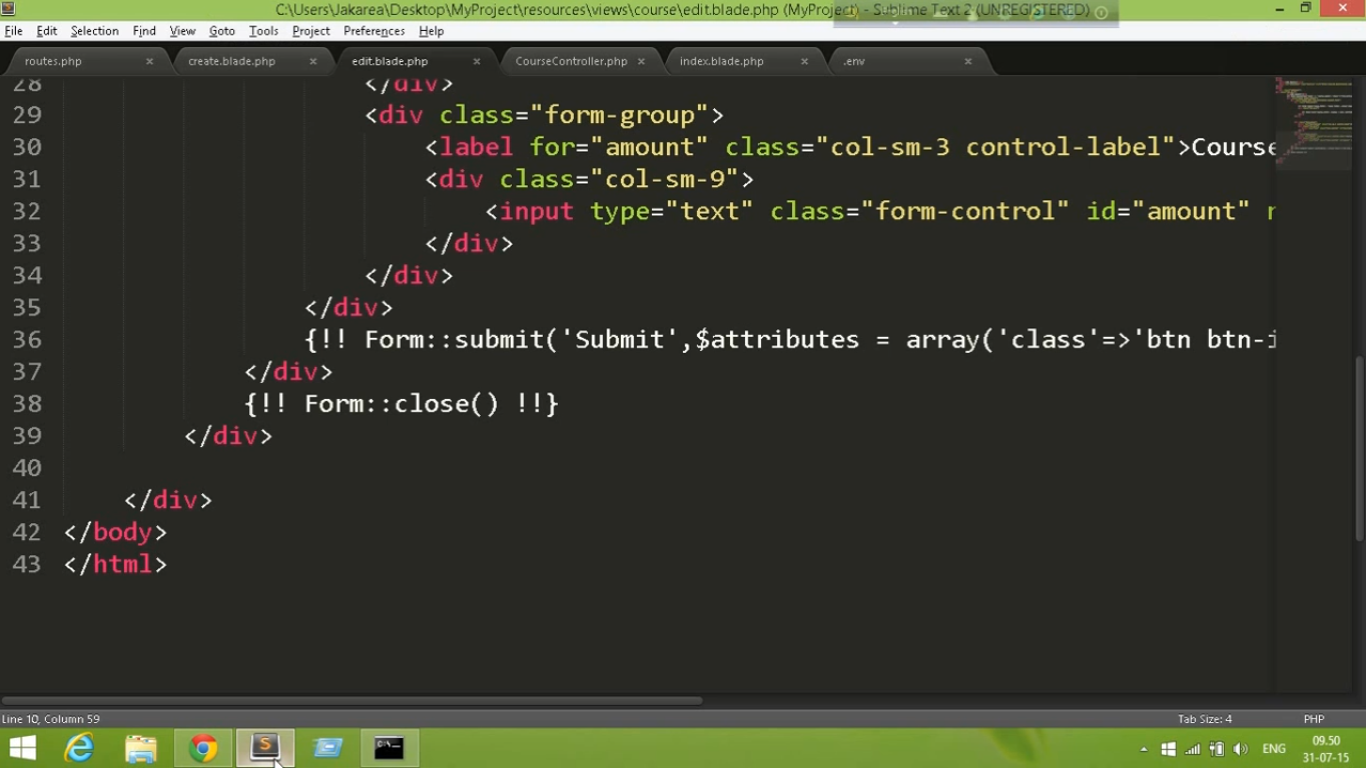 C:\Users\Jakarea\Desktop\MyProject\resources\views\course\edit.blade.php (MyProject) - Sublime Text 2 (UNREGISTERED)
File Edit Selection Find View Goto Tools Project Preferences Help
routes.php × create.blade.php × edit.blade.php × CourseController.php × index.blade.php × .env ×
28 </div>
29 <div class="form-group">
30 <label for="amount" class="col-sm-3 control-label">Course
31 <div class="col-sm-9">
32 <input type="text" class="form-control" id="amount"
33 </div>
34 </div>
35 </div>
36 {!! Form::submit('Submit',$attributes = array('class'=>'btn btn-i
37 </div>
38 {!! Form::close() !!}
39 </div>
40
41 </div>
42 </body>
43 </html>
Line 10, Column 59 Tab Size: 4 PHP
ENG 09.50
31-07-15